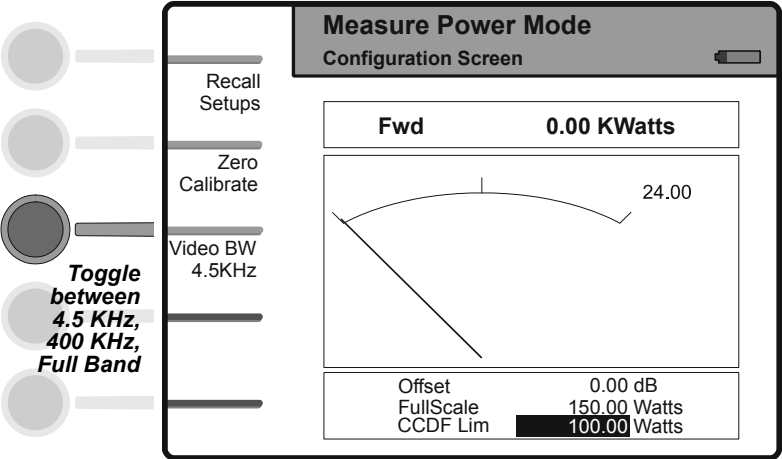 Measure Power Mode
Configuration Screen
Recall
Setups
Fwd 0.00 KWatts
Zero
Calibrate
24.00
Video BW
4.5KHz
Toggle
between
4.5 KHz,
400 KHz,
Full Band
Offset 0.00 dB
FullScale 150.00 Watts
CCDF Lim 100.00 Watts